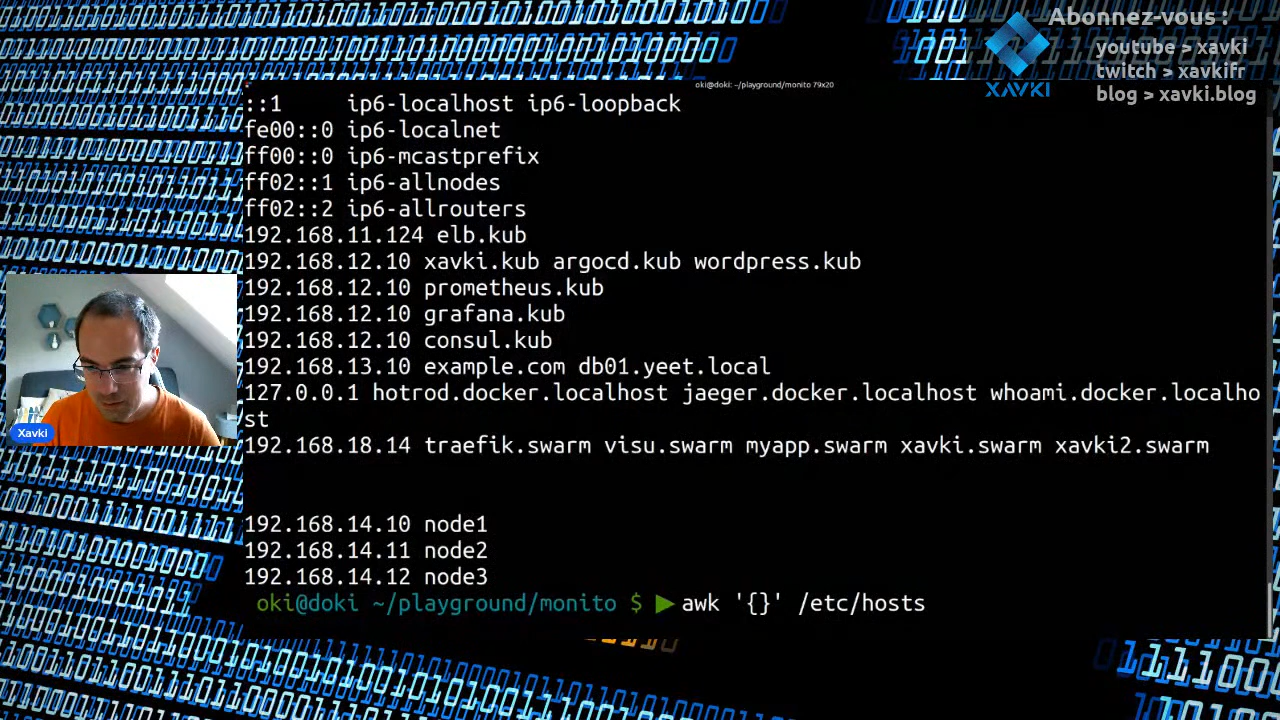 Abonnez-vous :
youtube > xavki
twitch > xavkifr
blog > xavki.blog
XAVKI
oki@doki: ~/playground/monito 79x20
::1     ip6-localhost ip6-loopback
fe00::0 ip6-localnet
ff00::0 ip6-mcastprefix
ff02::1 ip6-allnodes
ff02::2 ip6-allrouters
192.168.11.124 elb.kub
192.168.12.10 xavki.kub argocd.kub wordpress.kub
192.168.12.10 prometheus.kub
192.168.12.10 grafana.kub
192.168.12.10 consul.kub
192.168.13.10 example.com db01.yeet.local
127.0.0.1 hotrod.docker.localhost jaeger.docker.localhost whoami.docker.localho
st
192.168.18.14 traefik.swarm visu.swarm myapp.swarm xavki.swarm xavki2.swarm
192.168.14.10 node1
192.168.14.11 node2
192.168.14.12 node3
oki@doki ~/playground/monito $ ▶awk '{}' /etc/hosts
Xavki